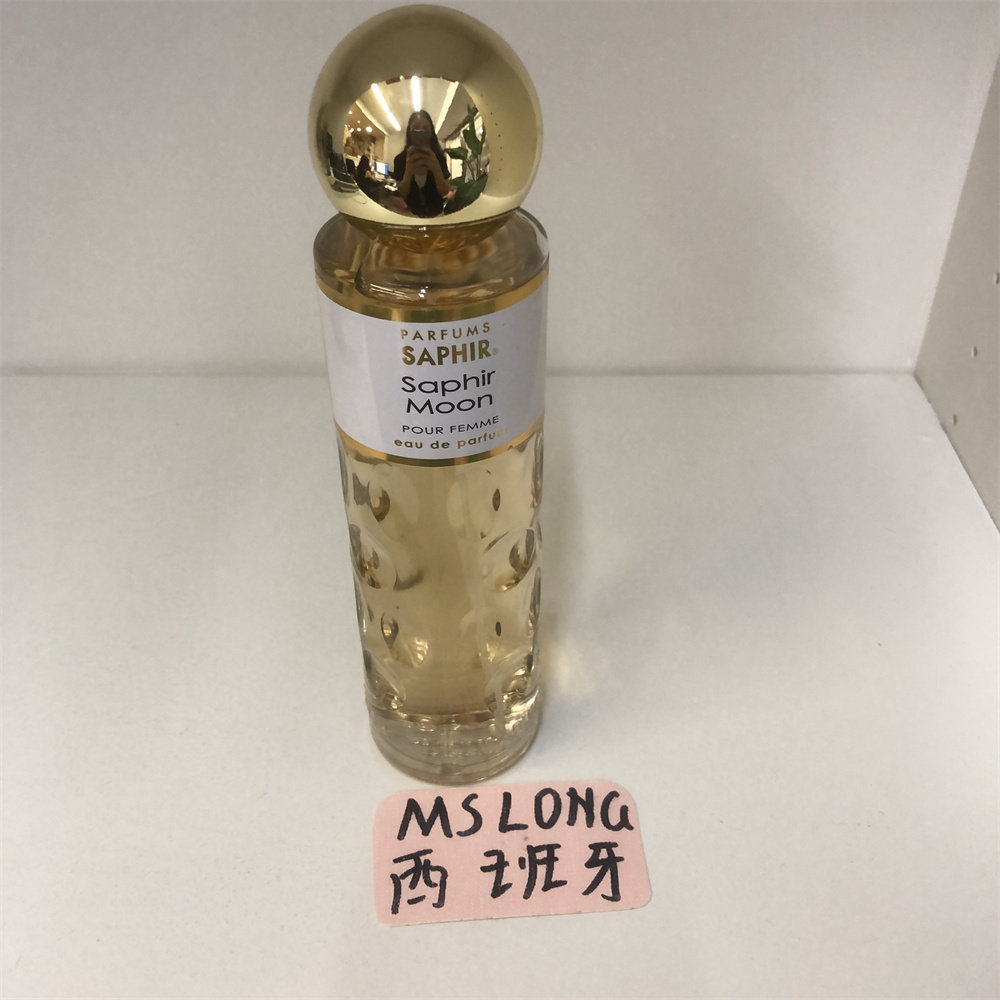 PARFUMS
SAPHIR®
Saphir
Moon
POUR FEMME
eau de parfum
MS LONG
西班牙